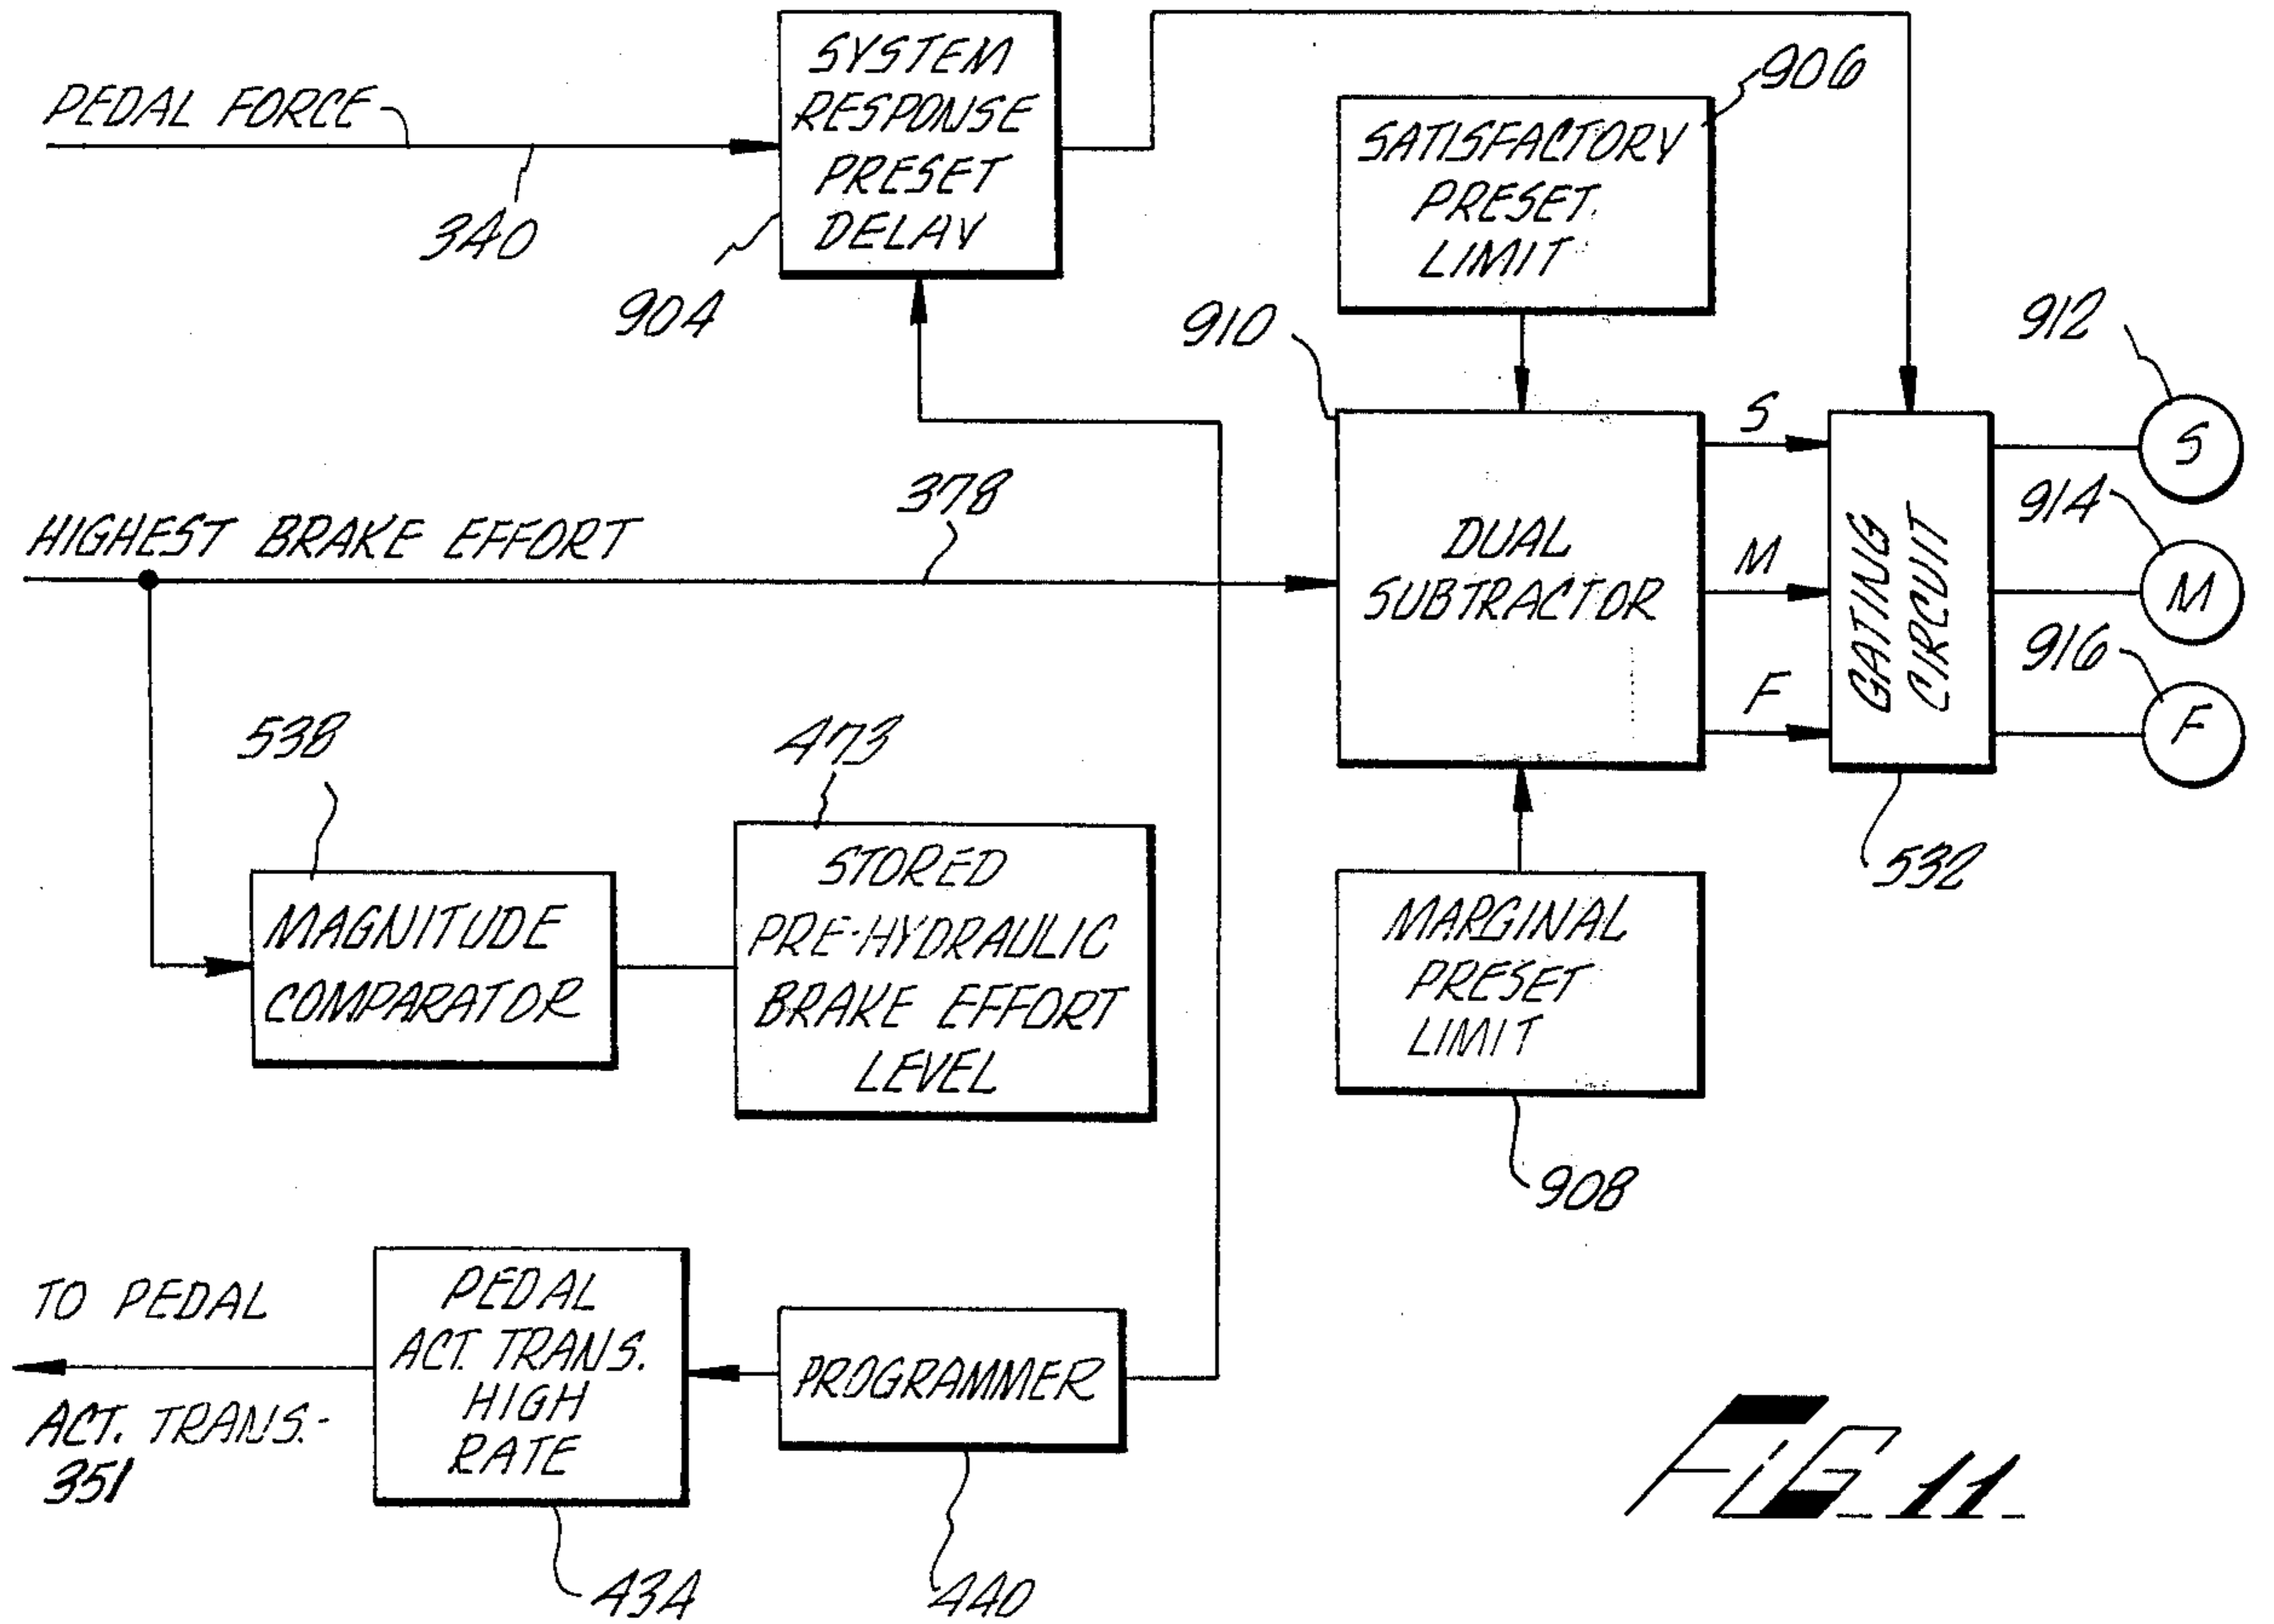 PEDAL FORCE
340
SYSTEM
RESPONSE
PRESET
DELAY
904
SATISFACTORY
PRESET
LIMIT
906
910
912
HIGHEST BRAKE EFFORT
378
DUAL
SUBTRACTOR
S
M
F
GATING
CIRCUIT
S
914
M
916
F
532
538
MAGNITUDE
COMPARATOR
473
STORED
PRE-HYDRAULIC
BRAKE EFFORT
LEVEL
MARGINAL
PRESET
LIMIT
908
TO PEDAL
ACT. TRANS.-
351
PEDAL
ACT. TRANS.
HIGH
RATE
434
PROGRAMMER
440
FIG. 11